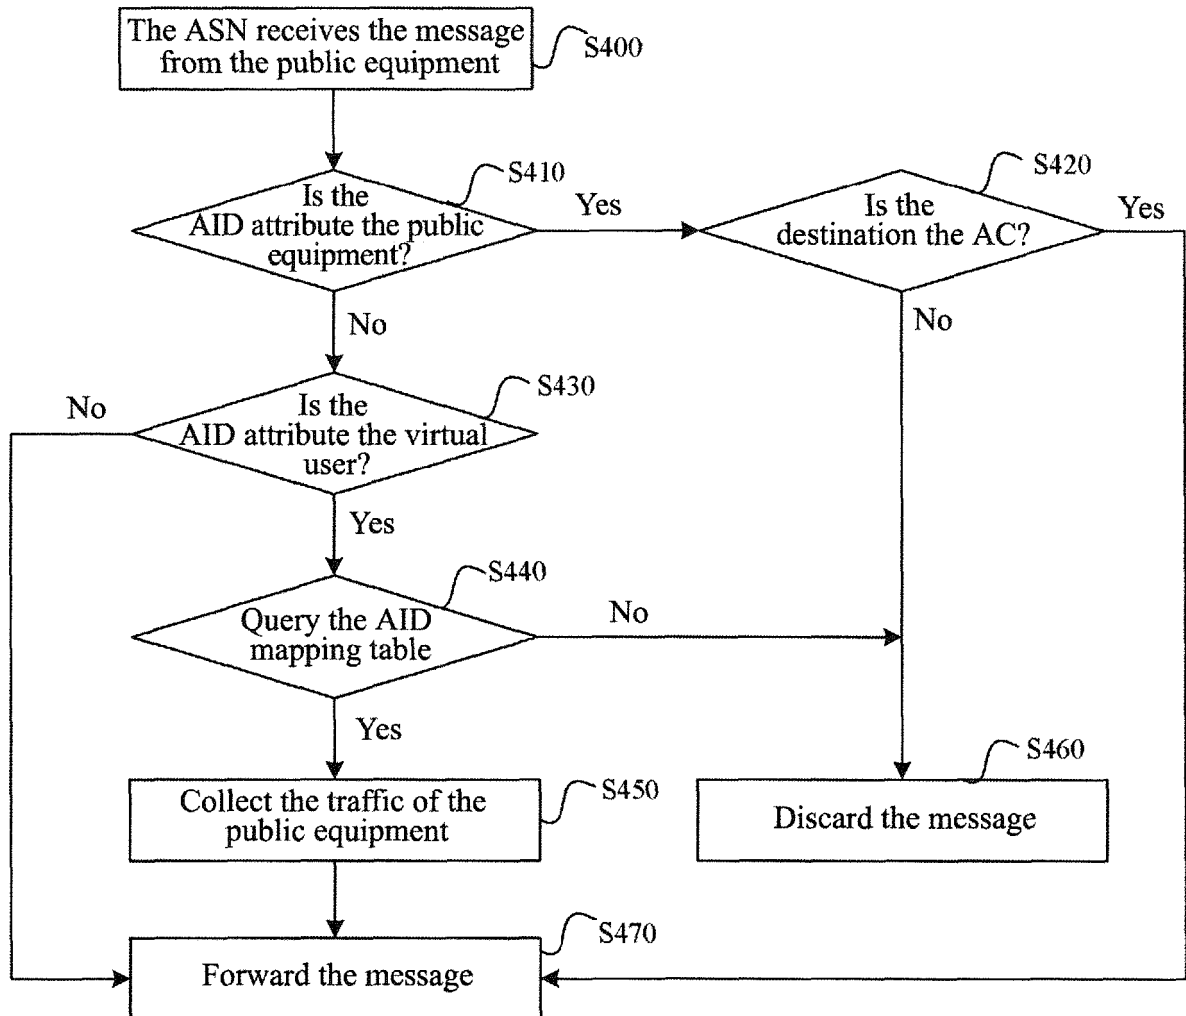 The ASN receives the message
from the public equipment
S400
Is the
AID attribute the public
equipment?
S410
Yes
Is the
destination the AC?
S420
Yes
No
No
Is the
AID attribute the virtual
user?
S430
No
Yes
Query the AID
mapping table
S440
No
Yes
Collect the traffic of the
public equipment
S450
Discard the message
S460
Forward the message
S470